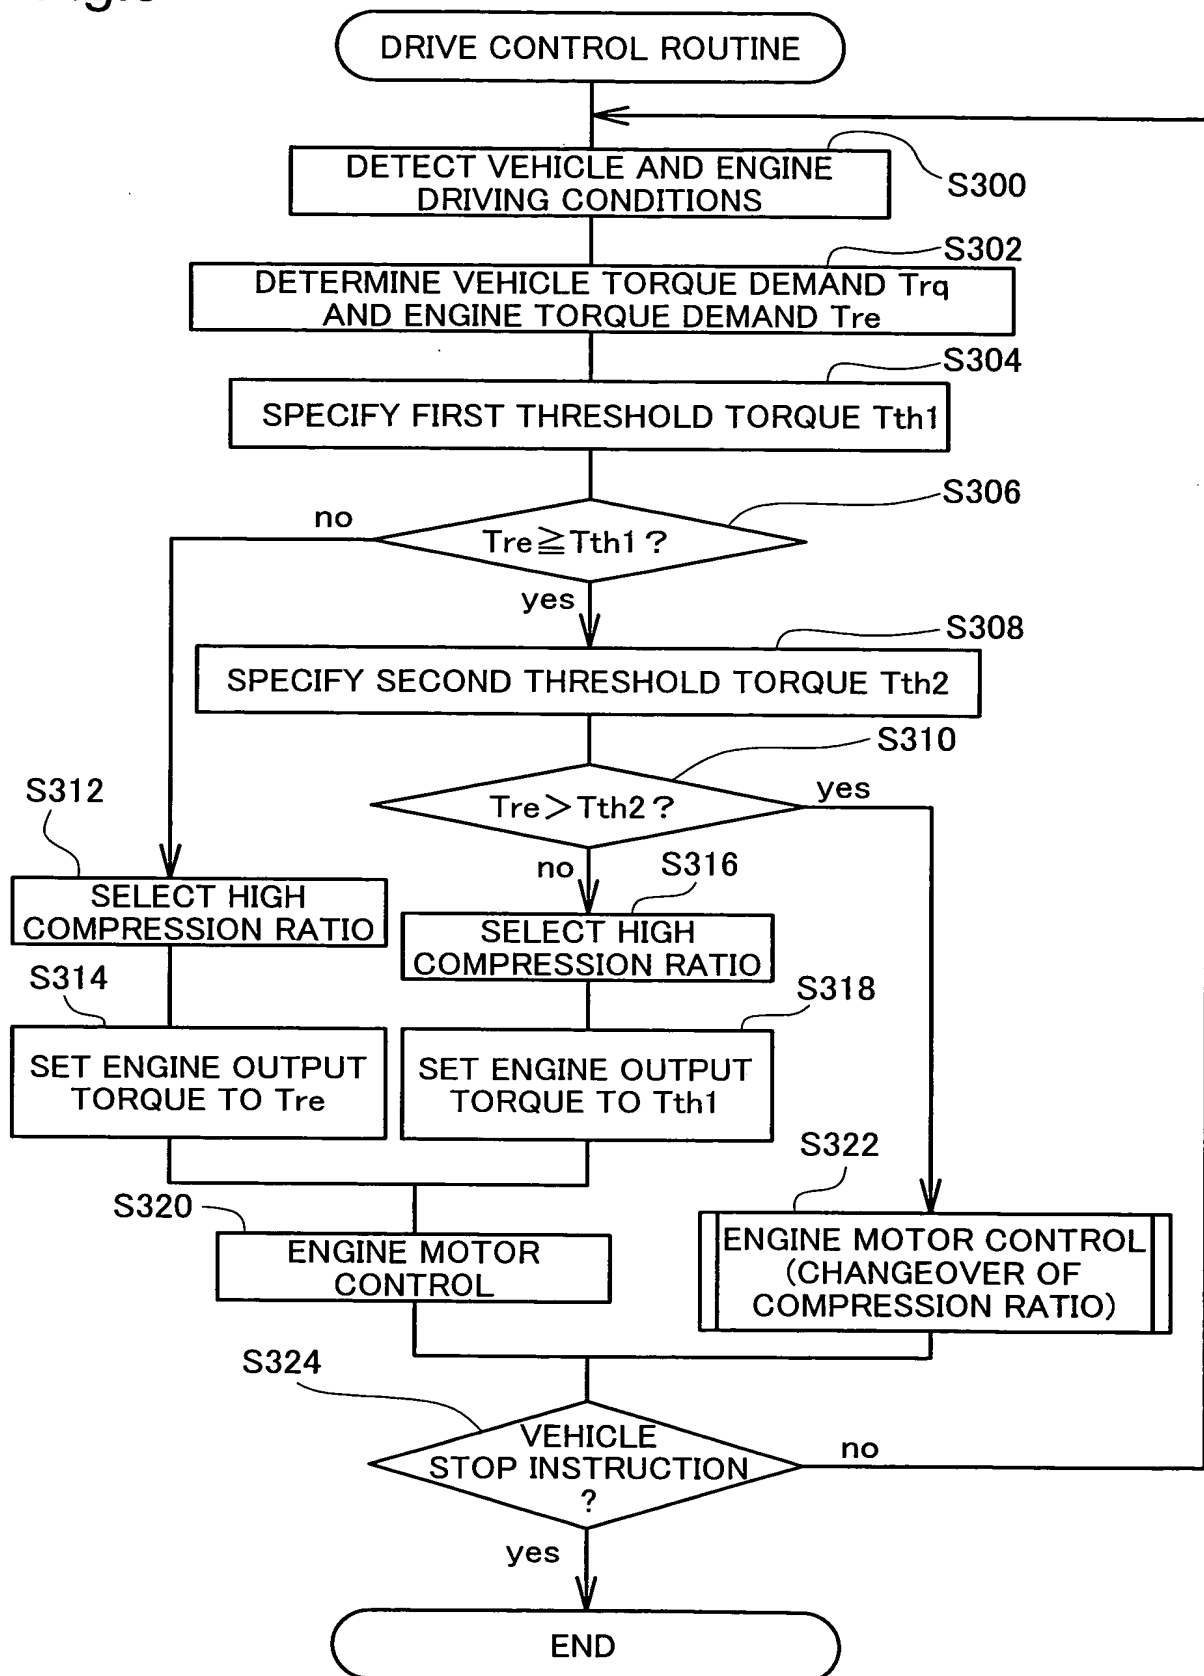 DRIVE CONTROL ROUTINE
DETECT VEHICLE AND ENGINE
DRIVING CONDITIONS
S300
S302
DETERMINE VEHICLE TORQUE DEMAND Trq
AND ENGINE TORQUE DEMAND Tre
S304
SPECIFY FIRST THRESHOLD TORQUE Tth1
S306
no
Tre≧Tth1?
yes
S308
SPECIFY SECOND THRESHOLD TORQUE Tth2
S310
Tre>Tth2?
yes
no
S312
SELECT HIGH
COMPRESSION RATIO
S316
SELECT HIGH
COMPRESSION RATIO
S314
SET ENGINE OUTPUT
TORQUE TO Tre
S318
SET ENGINE OUTPUT
TORQUE TO Tth1
S320
ENGINE MOTOR
CONTROL
S322
ENGINE MOTOR CONTROL
(CHANGEOVER OF
COMPRESSION RATIO)
S324
VEHICLE
STOP INSTRUCTION
?
no
yes
END